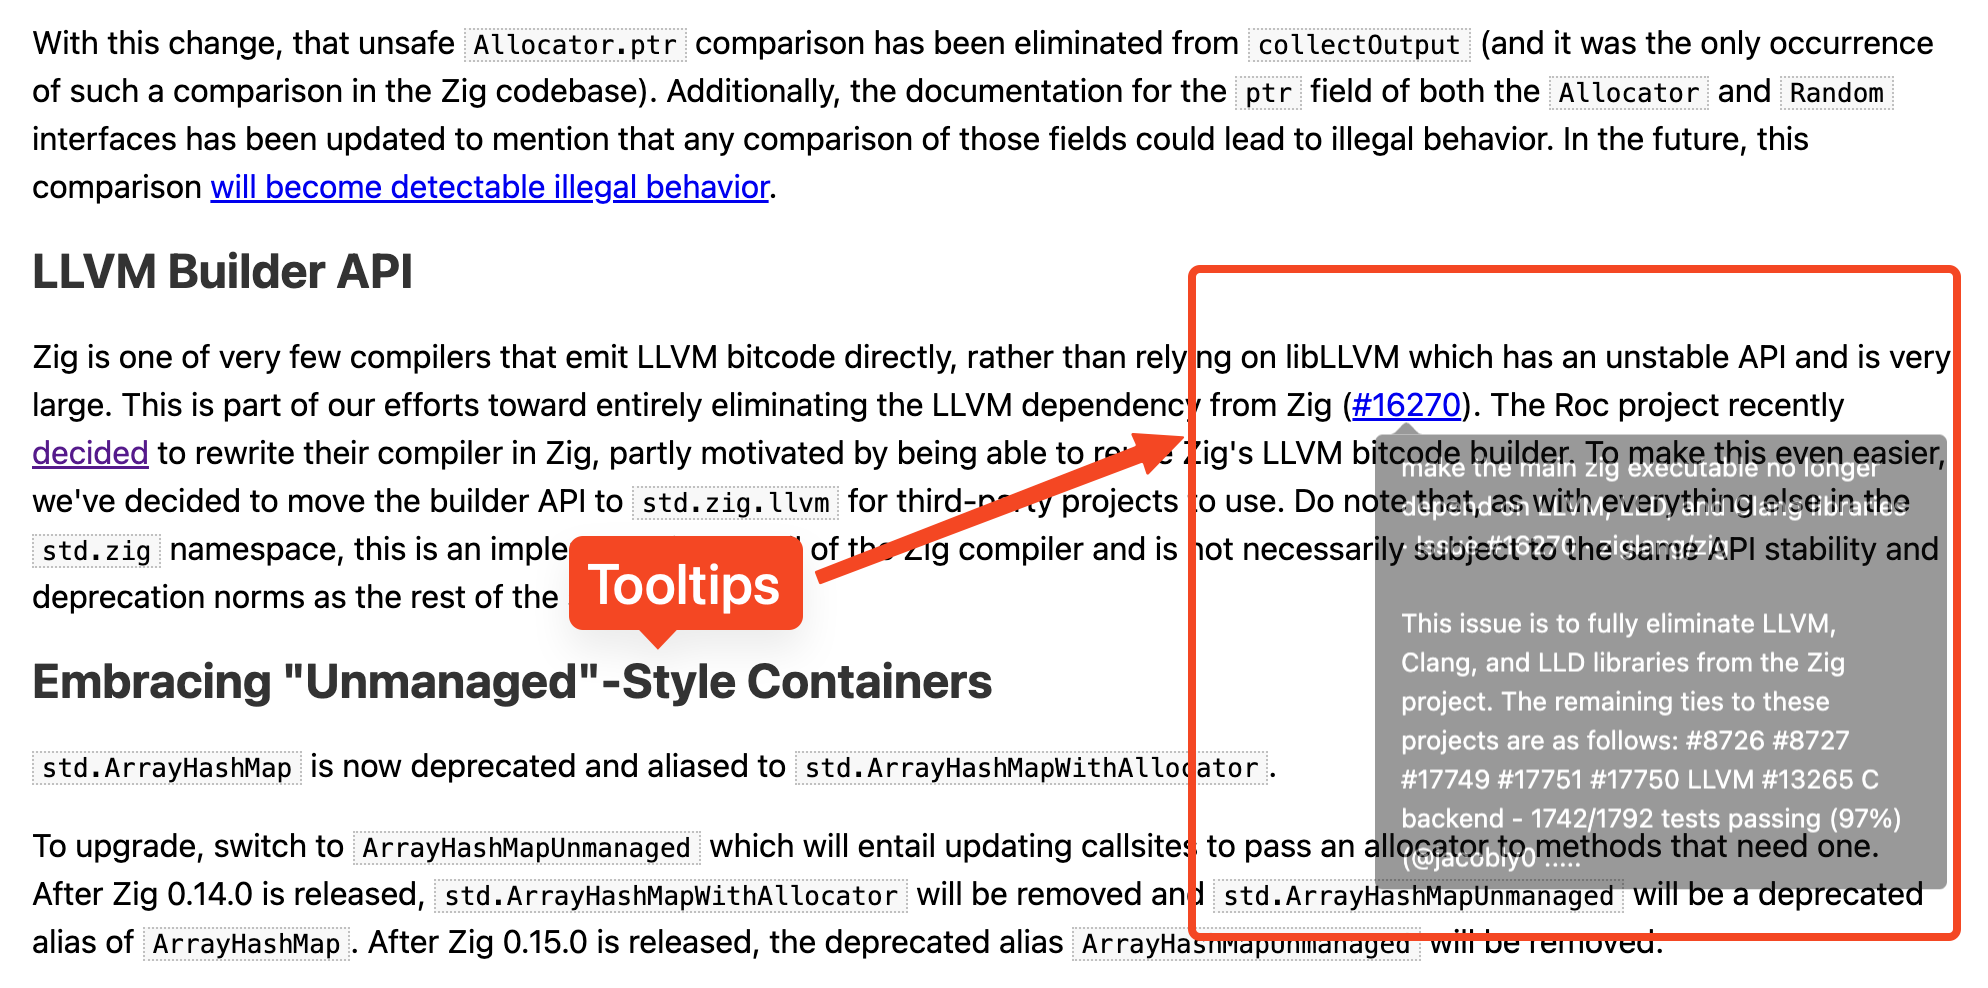 With this change, that unsafe Allocator.ptr comparison has been eliminated from collectOutput (and it was the only occurrence
of such a comparison in the Zig codebase). Additionally, the documentation for the ptr field of both the Allocator and Random
interfaces has been updated to mention that any comparison of those fields could lead to illegal behavior. In the future, this
comparison will become detectable illegal behavior.
LLVM Builder API
Zig is one of very few compilers that emit LLVM bitcode directly, rather than relying on libLLVM which has an unstable API and is very
large. This is part of our efforts toward entirely eliminating the LLVM dependency from Zig (#16270). The Roc project recently
decided to rewrite their compiler in Zig, partly motivated by being able to reuse Zig's LLVM bitcode builder. To make this even easier,
we've decided to move the builder API to std.zig.llvm for third-party projects to use. Do note that, as with everything else in the
std.zig namespace, this is an of the Zig compiler and is not necessarily subject to the same API stability and
deprecation norms as the rest of the
Tooltips
make the main zig executable no longer
depend on LLVM, LLD, and Clang libraries
· Issue #16270 · ziglang/zig
This issue is to fully eliminate LLVM,
Clang, and LLD libraries from the Zig
project. The remaining ties to these
projects are as follows: #8726 #8727
#17749 #17751 #17750 LLVM #13265 C
backend - 1742/1792 tests passing (97%)
(@jacobly0 .....
Embracing "Unmanaged"-Style Containers
std.ArrayHashMap is now deprecated and aliased to std.ArrayHashMapWithAllocator.
To upgrade, switch to ArrayHashMapUnmanaged which will entail updating callsites to pass an allocator to methods that need one.
After Zig 0.14.0 is released, std.ArrayHashMapWithAllocator will be removed and std.ArrayHashMapUnmanaged will be a deprecated
alias of ArrayHashMap. After Zig 0.15.0 is released, the deprecated alias ArrayHashMapUnmanaged will be removed.